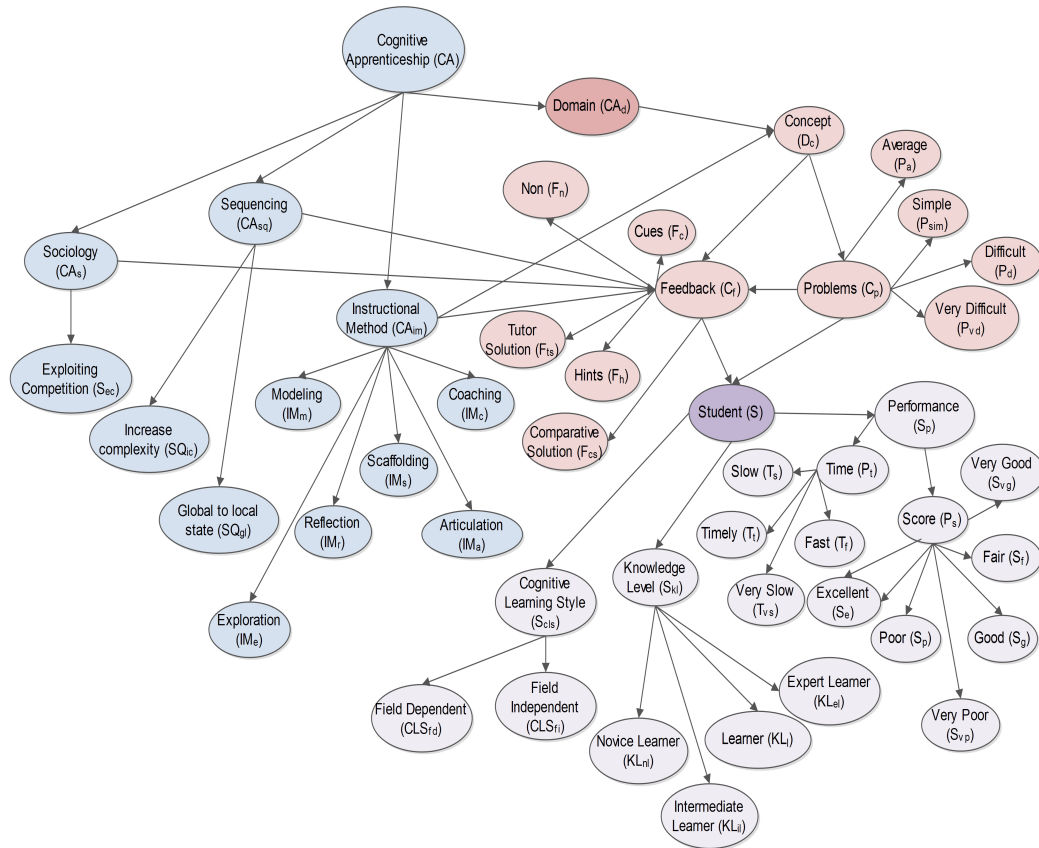 Cognitive
Apprenticeship (CA)
Domain (CAd)
Concept
(Dc)
Average
(Pa)
Non (Fn)
Simple
(Psim)
Sequencing
(CAsq)
Cues (Fc)
Sociology
(CAs)
Difficult
(Pd)
Feedback (Cf)
Problems (Cp)
Instructional
Method (CAim)
Very Difficult
(Pvd)
Tutor
Solution (Fts)
Exploiting
Competition (Sec)
Hints (Fh)
Modeling
(IMm)
Coaching
(IMc)
Student (S)
Performance
(Sp)
Increase
complexity (SQic)
Comparative
Solution (Fcs)
Scaffolding
(IMs)
Slow (Ts)
Time (Pt)
Very Good
(Svg)
Global to local
state (SQgl)
Reflection
(IMr)
Articulation
(IMa)
Timely (Tt)
Fast (Tf)
Score (Ps)
Fair (Sf)
Cognitive
Learning Style
(Scls)
Knowledge
Level (Skl)
Very Slow
(Tvs)
Excellent
(Se)
Exploration
(IMe)
Poor (Sp)
Good (Sg)
Field Dependent
(CLSfd)
Field
Independent
(CLSfi)
Expert Learner
(KLel)
Novice Learner
(KLnl)
Learner (KLl)
Very Poor
(Svp)
Intermediate
Learner (KLil)